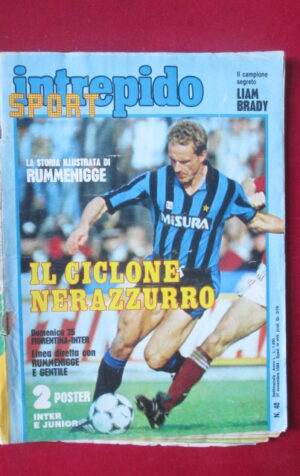 intrepido
SPORT
Il campione
segreto
LIAM
BRADY
LA STORIA ILLUSTRATA DI
RUMMENIGGE
MISURA
IL CICLONE
NERAZZURRO
Domenica 25
FIORENTINA-INTER
Linea diretta con
RUMMENIGGE
E GENTILE
2 POSTER
INTER
E JUNIOR
N. 48